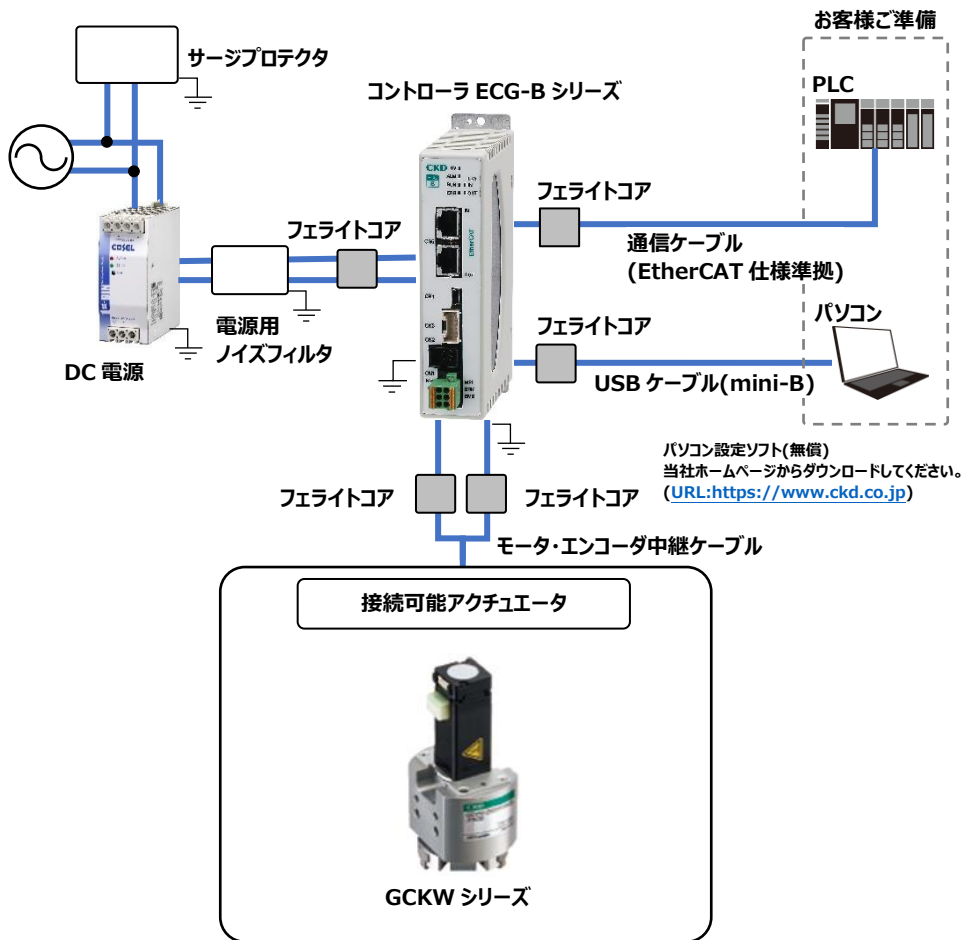 お客様ご準備
サージプロテクタ
コントローラ ECG-B シリーズ
PLC
CKD
フェライトコア
フェライトコア
通信ケーブル
(EtherCAT 仕様準拠)
EtherCAT
COSEL
電源用
ノイズフィルタ
DC 電源
フェライトコア
パソコン
USB ケーブル(mini-B)
パソコン設定ソフト(無償)
当社ホームページからダウンロードしてください。
(URL:https://www.ckd.co.jp)
フェライトコア
フェライトコア
モータ・エンコーダ中継ケーブル
接続可能アクチュエータ
GCKW シリーズ